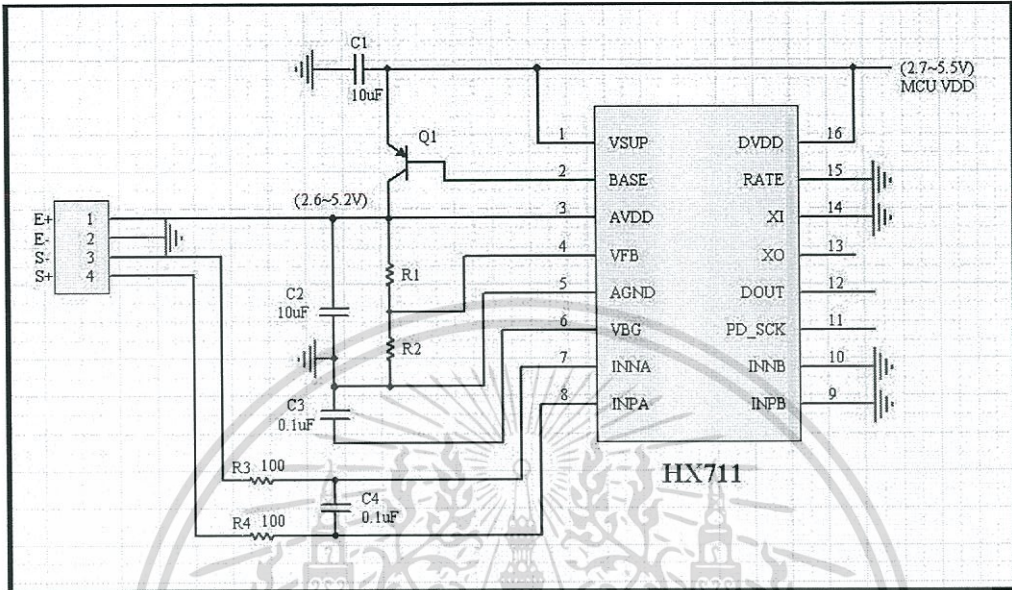 C1
10uF
(2.7~5.5V)
MCU VDD
Q1
1 VSUP DVDD 16
2 BASE RATE 15
(2.6~5.2V)
3 AVDD XI 14
E+ 1
E- 2
S- 3
S+ 4
4 VFB XO 13
R1
5 AGND DOUT 12
C2
10uF
6 VBG PD_SCK 11
R2
7 INNA INNB 10
8 INPA INPB 9
C3
0.1uF
HX711
R3 100
C4
0.1uF
R4 100